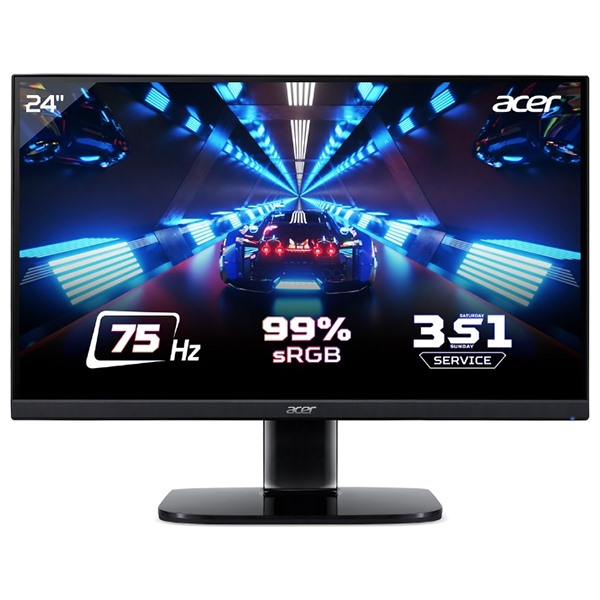 24"
acer
75 Hz
99%
sRGB
SATURDAY
3S1
SUNDAY
SERVICE
acer